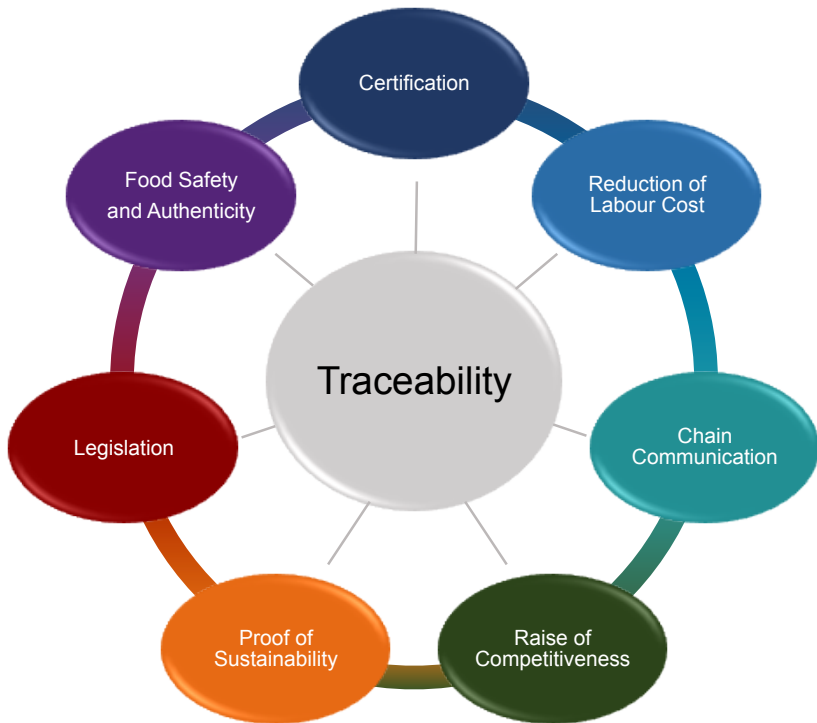 Certification
Reduction of
Labour Cost
Chain
Communication
Raise of
Competitiveness
Proof of
Sustainability
Legislation
Food Safety
and Authenticity
Traceability